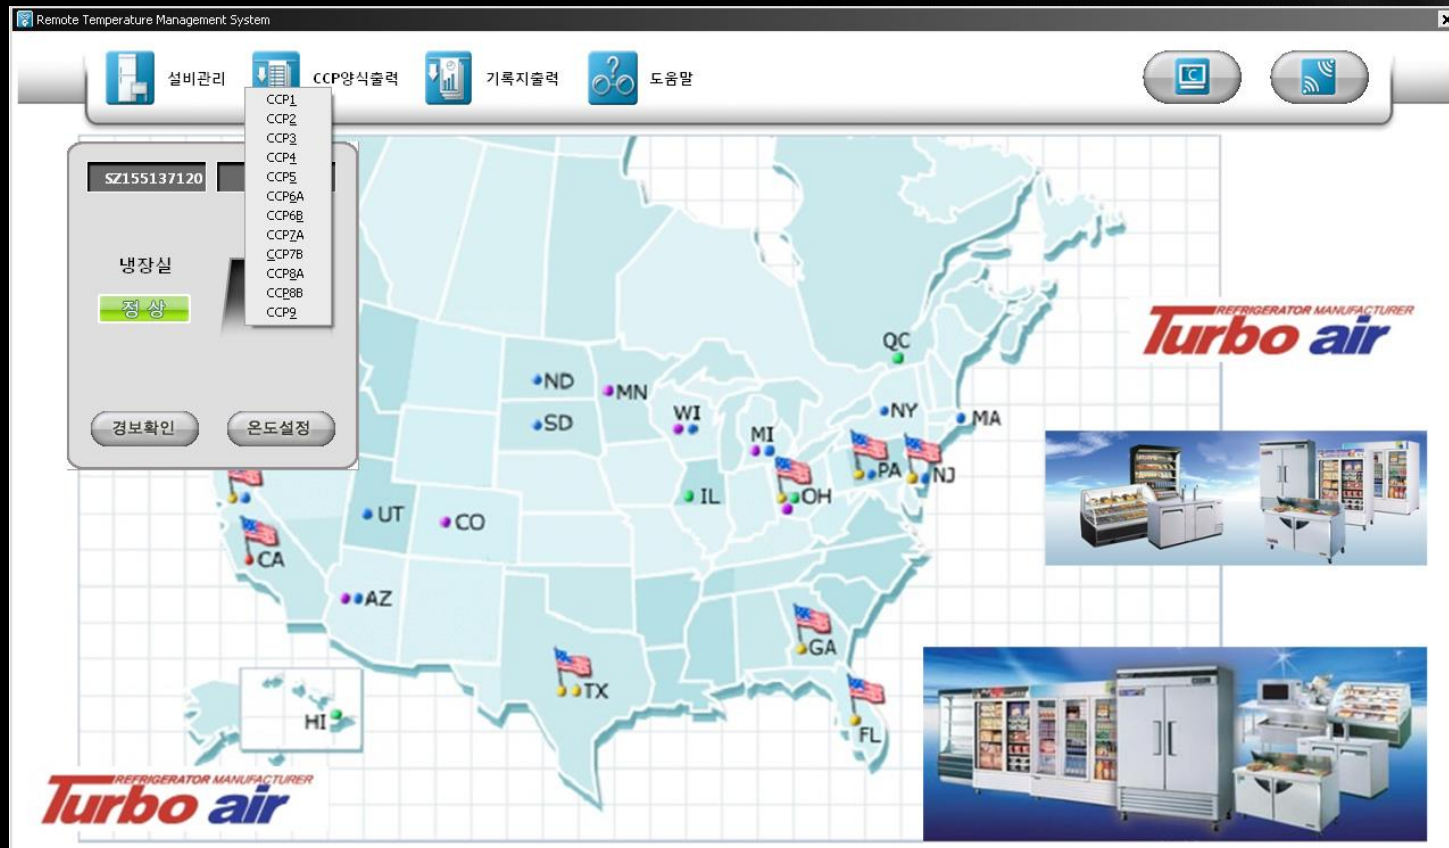 Remote Temperature Management System
설비관리
CCP양식출력
기록지출력
도움말
CCP1
CCP2
CCP3
CCP4
CCP5
CCP6A
CCP6B
CCP7A
CCP7B
CCP8A
CCP8B
CCP9
SZ155137120
냉장실
정상
경보확인
온도설정
QC
ND
MN
SD
WI
MI
NY
MA
PA
NJ
IL
OH
UT
CO
CA
AZ
GA
TX
HI
FL
REFRIGERATOR MANUFACTURER
Turbo air
REFRIGERATOR MANUFACTURER
Turbo air